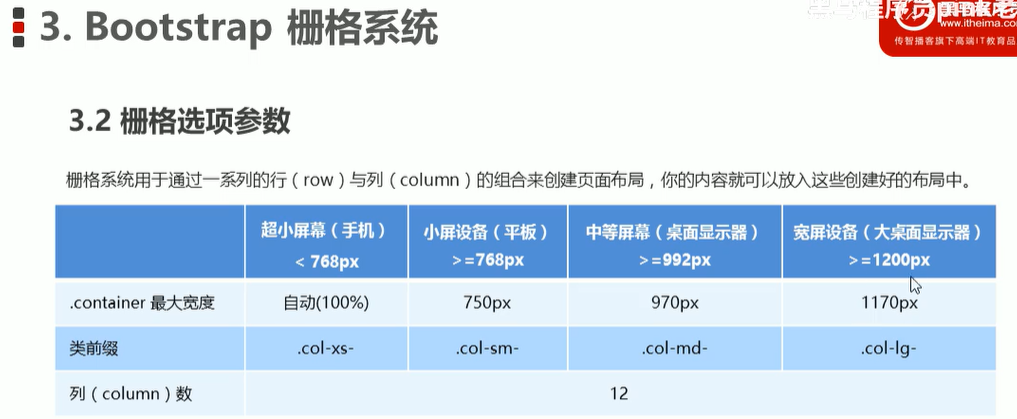 3. Bootstrap 栅格系统
www.itheima.com
传智播客旗下高端IT教育品
3.2 栅格选项参数
栅格系统用于通过一系列的行（row）与列（column）的组合来创建页面布局，你的内容就可以放入这些创建好的布局中。
超小屏幕（手机） 小屏设备（平板） 中等屏幕（桌面显示器） 宽屏设备（大桌面显示器）
< 768px >=768px >=992px >=1200px
.container 最大宽度 自动(100%) 750px 970px 1170px
类前缀 .col-xs- .col-sm- .col-md- .col-lg-
列（column）数 12